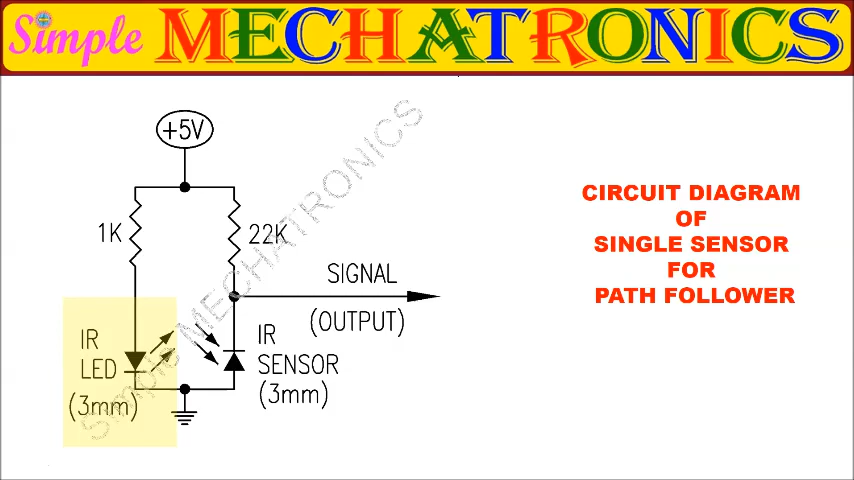 Simple MECHATRONICS
+5V
1K
22K
SIGNAL
(OUTPUT)
IR
LED
(3mm)
IR
SENSOR
(3mm)
Simple MECHATRONICS
CIRCUIT DIAGRAM
OF
SINGLE SENSOR
FOR
PATH FOLLOWER